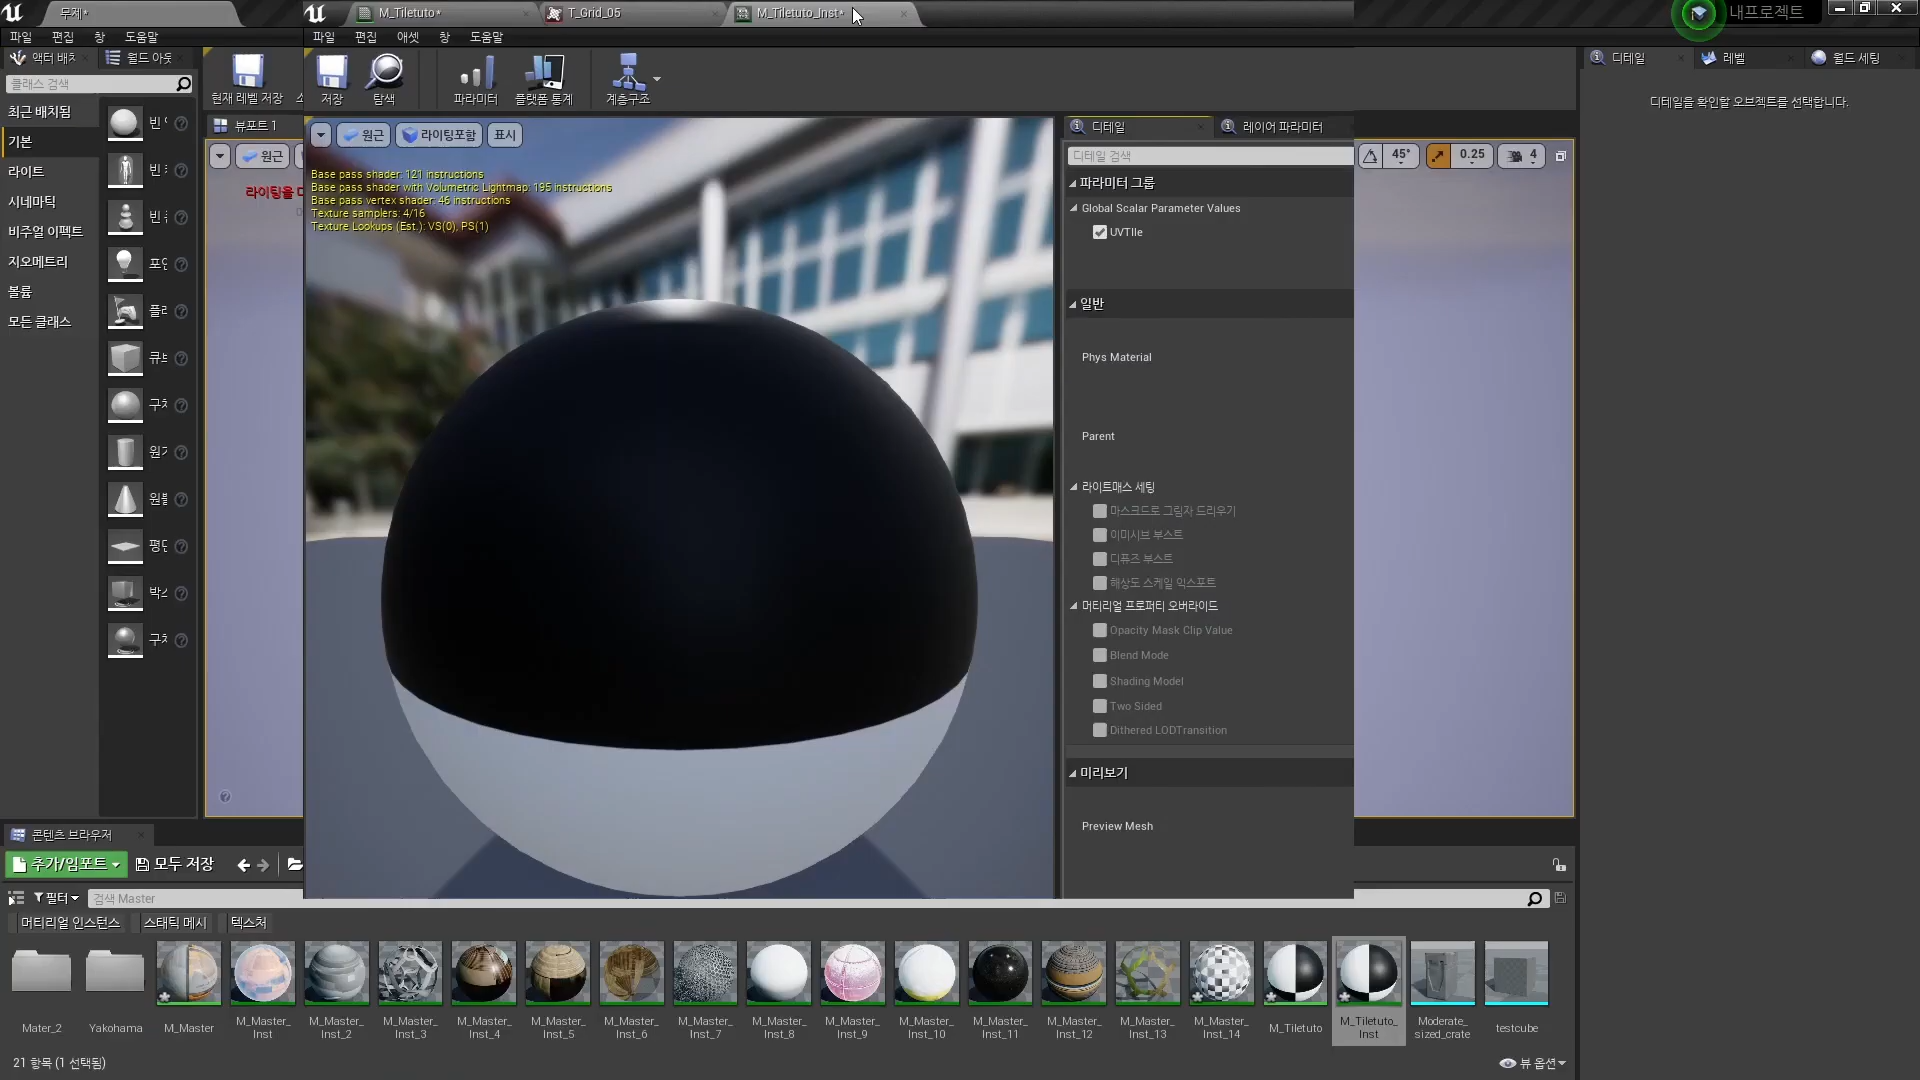 무제*
M_Tiletuto*
T_Grid_05
M_Tiletuto_Inst*
내프로젝트
파일
편집
창
도움말
파일
편집
애셋
창
도움말
액터 배치
월드 아웃
클래스 검색
최근 배치됨
기본
라이트
시네마틱
비주얼 이펙트
지오메트리
볼륨
모든 클래스
빈
빈
빈
포인
플레
큐브
구체
원기
원뿔
평면
박스
구체
현재 레벨 저장
뷰포트 1
원근
라이팅을 다
저장
탐색
파라미터
플랫폼 통계
계층구조
원근
라이팅포함
표시
Base pass shader: 121 instructions
Base pass shader with Volumetric Lightmap: 195 instructions
Base pass vertex shader: 46 instructions
Texture samplers: 4/16
Texture Lookups (Est.): VS(0), PS(1)
디테일
레이어 파라미터
디테일 검색
파라미터 그룹
Global Scalar Parameter Values
UVTIle
일반
Phys Material
Parent
라이트매스 세팅
마스크드로 그림자 드리우기
이미시브 부스트
디퓨즈 부스트
해상도 스케일 익스포트
머티리얼 프로퍼티 오버라이드
Opacity Mask Clip Value
Blend Mode
Shading Model
Two Sided
Dithered LODTransition
미리보기
Preview Mesh
45°
0.25
4
디테일
레벨
월드 세팅
디테일을 확인할 오브젝트를 선택합니다.
콘텐츠 브라우저
추가/임포트
모두 저장
필터
검색 Master
머티리얼 인스턴스
스태틱 메시
텍스처
Mater_2
Yakohama
M_Master
M_Master_
Inst
M_Master_
Inst_2
M_Master_
Inst_3
M_Master_
Inst_4
M_Master_
Inst_5
M_Master_
Inst_6
M_Master_
Inst_7
M_Master_
Inst_8
M_Master_
Inst_9
M_Master_
Inst_10
M_Master_
Inst_11
M_Master_
Inst_12
M_Master_
Inst_13
M_Master_
Inst_14
M_Tiletuto
M_Tiletuto_
Inst
Moderate_
sized_crate
testcube
21 항목 (1 선택됨)
뷰 옵션